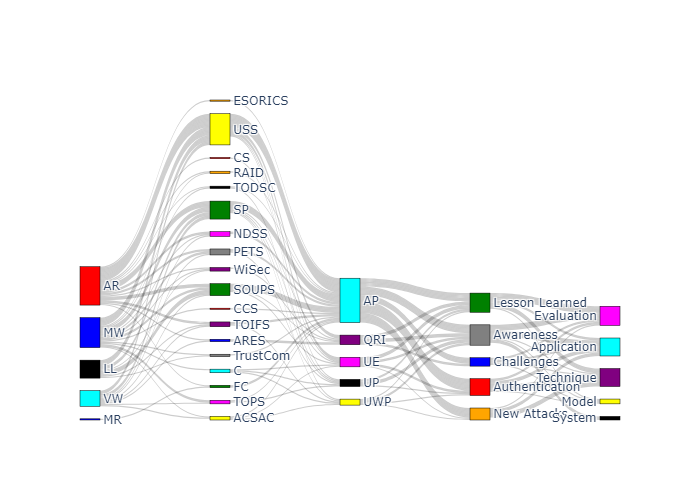 ESORICS
USS
CS
RAID
TODSC
SP
NDSS
PETS
WiSec
SOUPS
CCS
TOIFS
ARES
TrustCom
C
FC
TOPS
ACSAC
AR
MW
LL
VW
MR
AP
QRI
UE
UP
UWP
Lesson Learned
Awareness
Challenges
Authentication
New Attacks
Evaluation
Application
Technique
Model
System